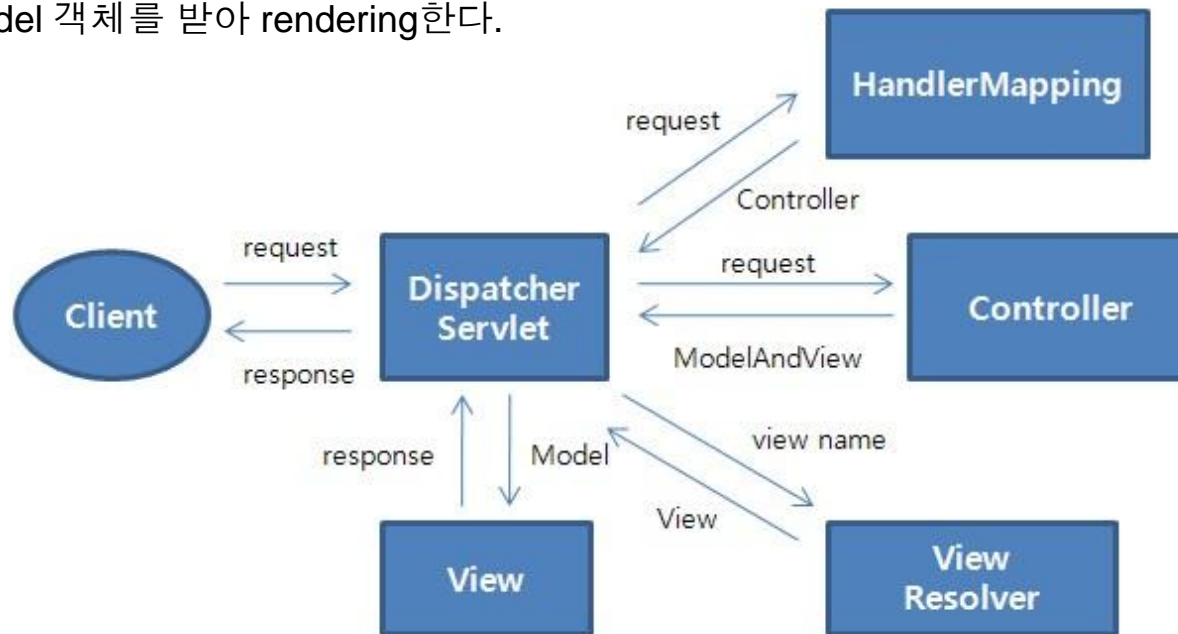 del 객체를 받아 rendering한다.
HandlerMapping
request
Controller
request
request
Client
Dispatcher
Servlet
Controller
response
ModelAndView
response
Model
view name
View
View
View
Resolver